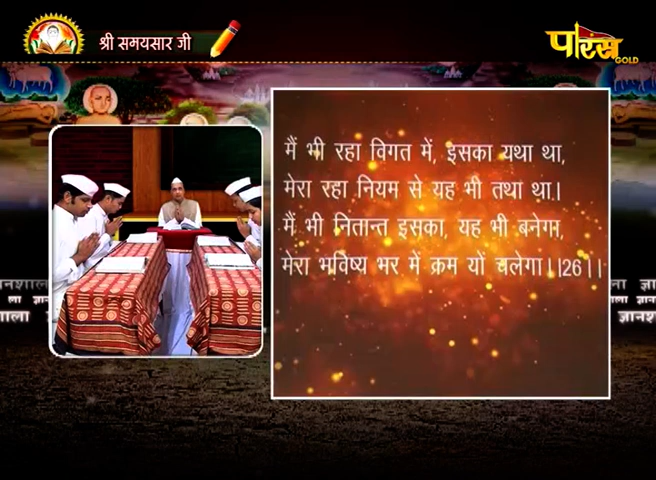 श्री समयसार जी
पारस
GOLD
मैं भी रहा विगत में, इसका यथा था,
मेरा रहा नियम से यह भी तथा था।
मैं भी नितान्त इसका, यह भी बनेगा,
मेरा भविष्य भर में क्रम यों चलेगा।।26।।
ज्ञानशाला